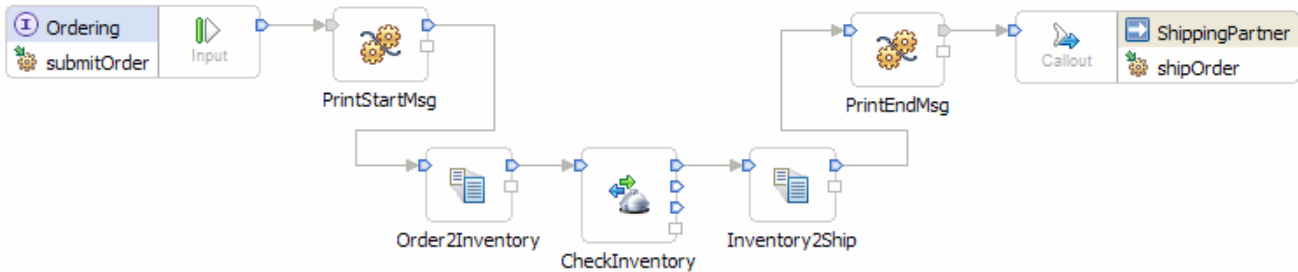 Ordering
submitOrder
Input
PrintStartMsg
Order2Inventory
CheckInventory
Inventory2Ship
PrintEndMsg
Callout
ShippingPartner
shipOrder